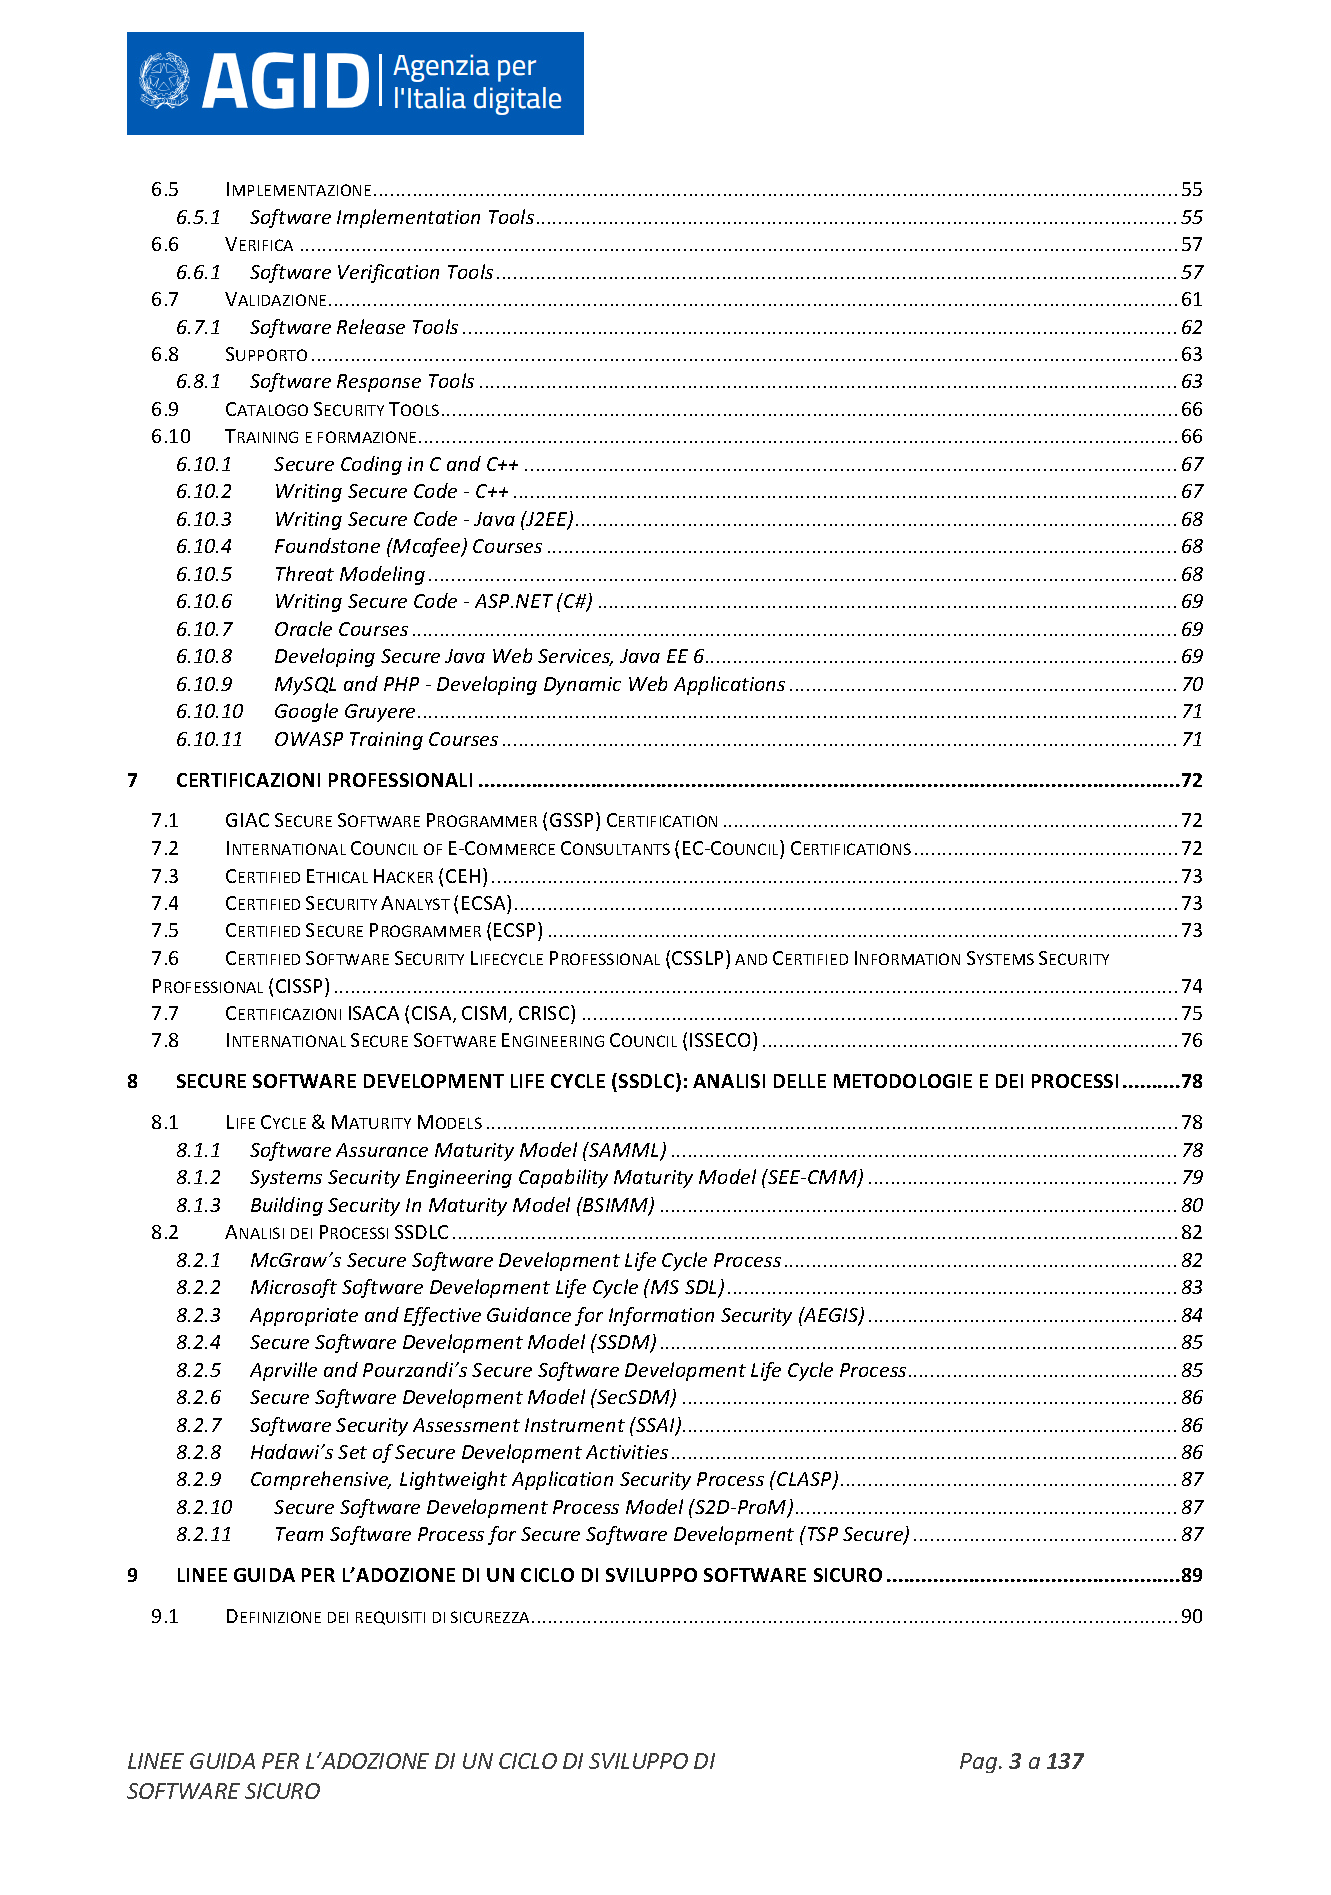 AGID Agenzia per
l'Italia digitale
6.5 IMPLEMENTAZIONE 55
6.5.1 Software Implementation Tools 55
6.6 VERIFICA 57
6.6.1 Software Verification Tools 57
6.7 VALIDAZIONE 61
6.7.1 Software Release Tools 62
6.8 SUPPORTO 63
6.8.1 Software Response Tools 63
6.9 CATALOGO SECURITY TOOLS 66
6.10 TRAINING E FORMAZIONE 66
6.10.1 Secure Coding in C and C++ 67
6.10.2 Writing Secure Code - C++ 67
6.10.3 Writing Secure Code - Java (J2EE) 68
6.10.4 Foundstone (Mcafee) Courses 68
6.10.5 Threat Modeling 68
6.10.6 Writing Secure Code - ASP.NET (C#) 69
6.10.7 Oracle Courses 69
6.10.8 Developing Secure Java Web Services, Java EE 6 69
6.10.9 MySQL and PHP - Developing Dynamic Web Applications 70
6.10.10 Google Gruyere 71
6.10.11 OWASP Training Courses 71
7 CERTIFICAZIONI PROFESSIONALI 72
7.1 GIAC SECURE SOFTWARE PROGRAMMER (GSSP) CERTIFICATION 72
7.2 INTERNATIONAL COUNCIL OF E-COMMERCE CONSULTANTS (EC-COUNCIL) CERTIFICATIONS 72
7.3 CERTIFIED ETHICAL HACKER (CEH) 73
7.4 CERTIFIED SECURITY ANALYST (ECSA) 73
7.5 CERTIFIED SECURE PROGRAMMER (ECSP) 73
7.6 CERTIFIED SOFTWARE SECURITY LIFECYCLE PROFESSIONAL (CSSLP) AND CERTIFIED INFORMATION SYSTEMS SECURITY
PROFESSIONAL (CISSP) 74
7.7 CERTIFICAZIONI ISACA (CISA, CISM, CRISC) 75
7.8 INTERNATIONAL SECURE SOFTWARE ENGINEERING COUNCIL (ISSECO) 76
8 SECURE SOFTWARE DEVELOPMENT LIFE CYCLE (SSDLC): ANALISI DELLE METODOLOGIE E DEI PROCESSI 78
8.1 LIFE CYCLE & MATURITY MODELS 78
8.1.1 Software Assurance Maturity Model (SAMML) 78
8.1.2 Systems Security Engineering Capability Maturity Model (SEE-CMM) 79
8.1.3 Building Security In Maturity Model (BSIMM) 80
8.2 ANALISI DEI PROCESSI SSDLC 82
8.2.1 McGraw’s Secure Software Development Life Cycle Process 82
8.2.2 Microsoft Software Development Life Cycle (MS SDL) 83
8.2.3 Appropriate and Effective Guidance for Information Security (AEGIS) 84
8.2.4 Secure Software Development Model (SSDM) 85
8.2.5 Aprville and Pourzandi’s Secure Software Development Life Cycle Process 85
8.2.6 Secure Software Development Model (SecSDM) 86
8.2.7 Software Security Assessment Instrument (SSAI) 86
8.2.8 Hadawi’s Set of Secure Development Activities 86
8.2.9 Comprehensive, Lightweight Application Security Process (CLASP) 87
8.2.10 Secure Software Development Process Model (S2D-ProM) 87
8.2.11 Team Software Process for Secure Software Development (TSP Secure) 87
9 LINEE GUIDA PER L’ADOZIONE DI UN CICLO DI SVILUPPO SOFTWARE SICURO 89
9.1 DEFINIZIONE DEI REQUISITI DI SICUREZZA 90
LINEE GUIDA PER L’ADOZIONE DI UN CICLO DI SVILUPPO DI Pag. 3 a 137
SOFTWARE SICURO